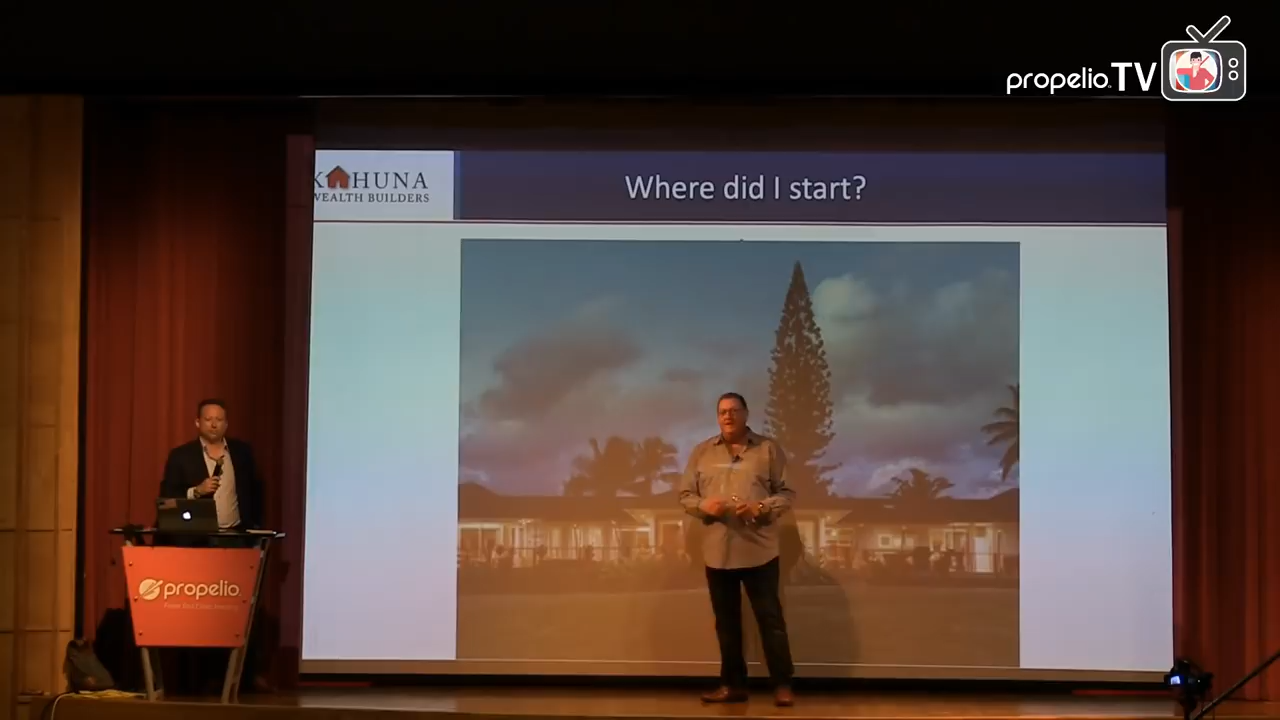 propelio TV
KAHUNA
WEALTH BUILDERS
Where did I start?
propelio